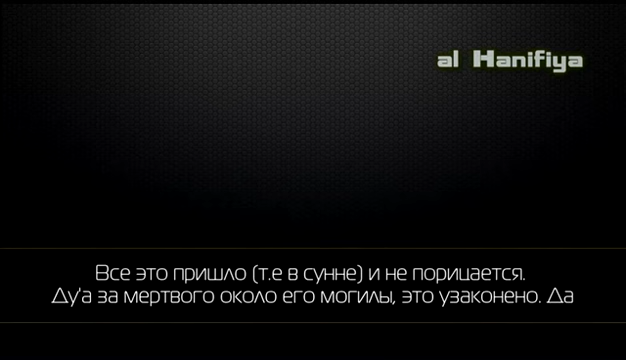 al Hanifiya
Все это пришло (т.е в сунне) и не порицается.
Ду'а за мертвого около его могилы, это узаконено. Да